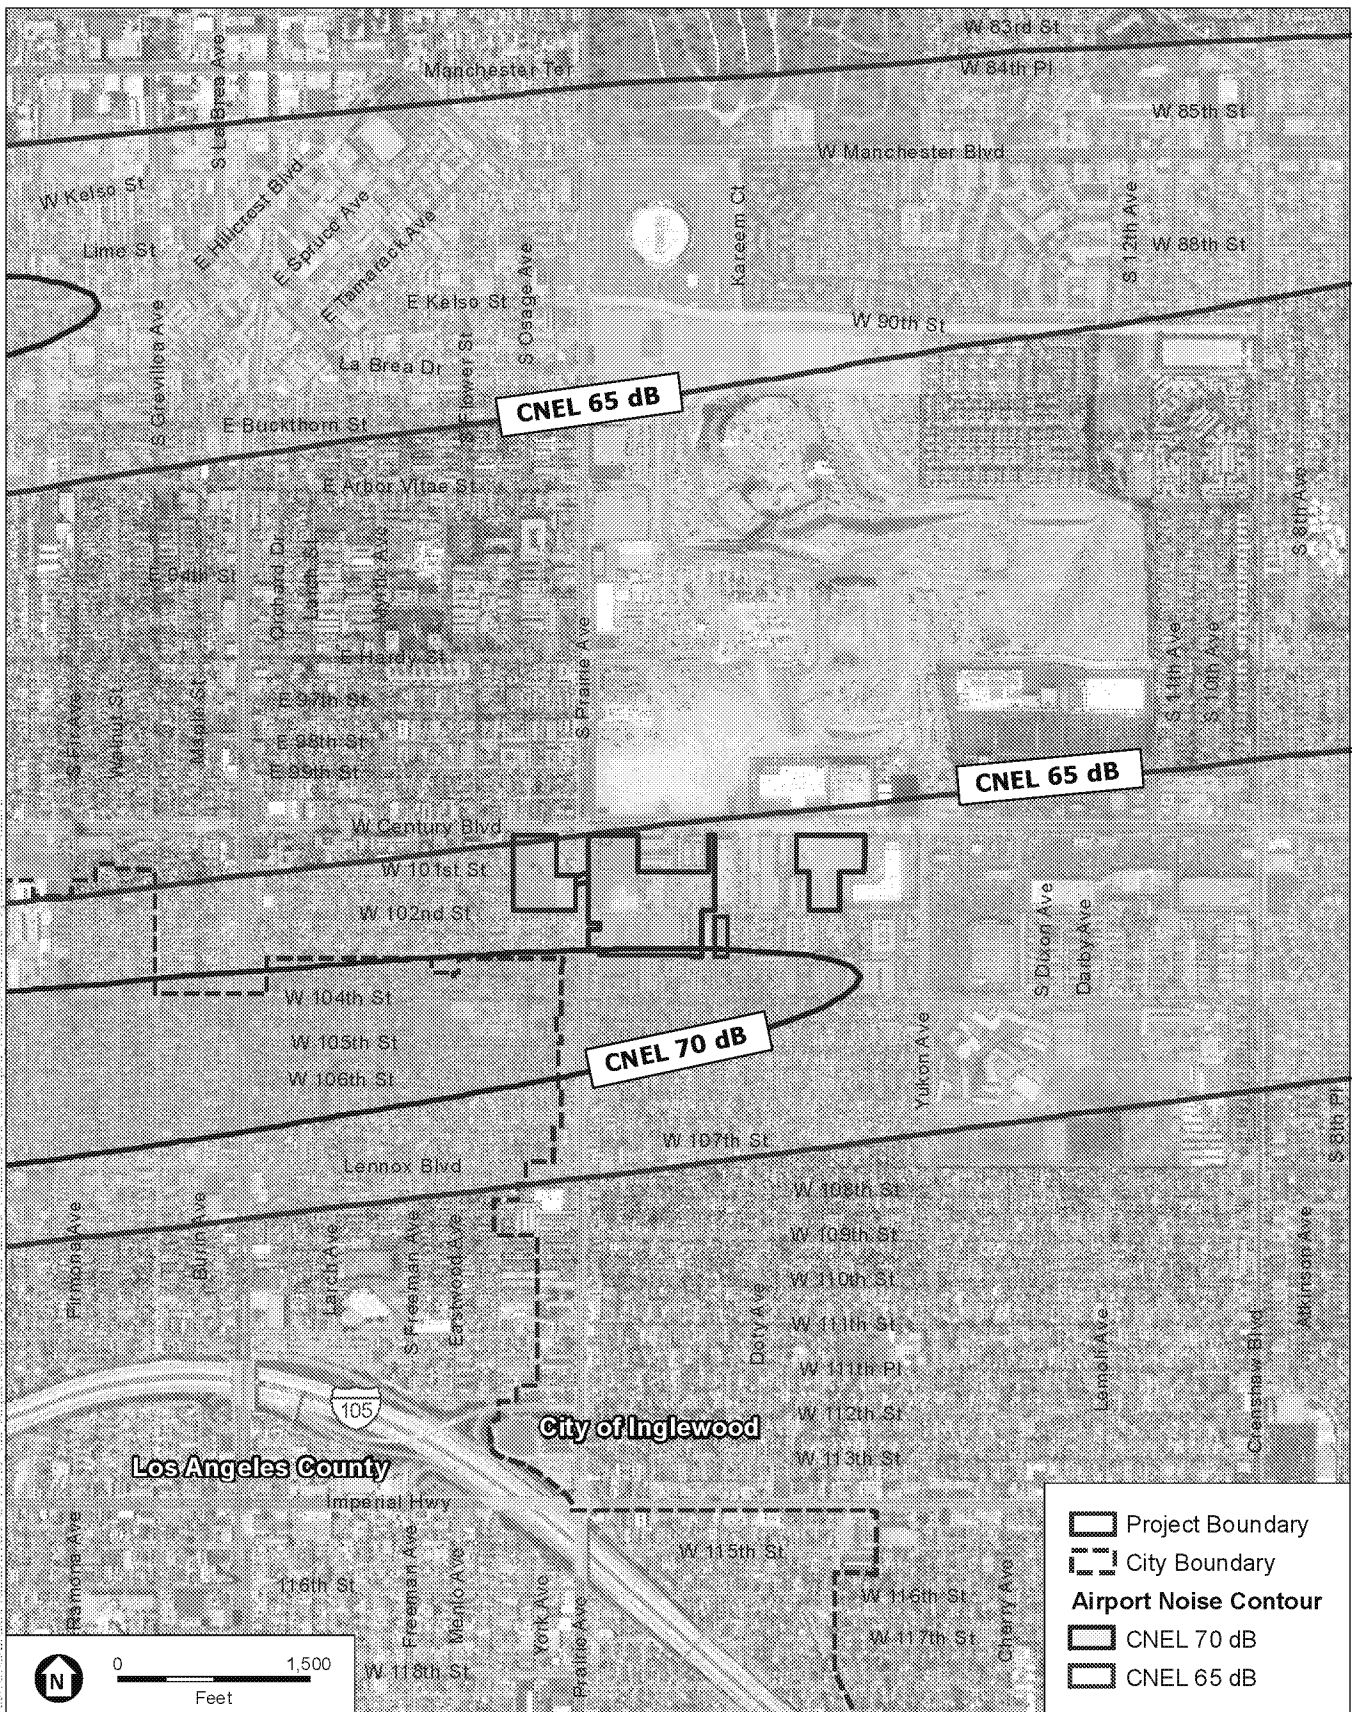 W 83rd St
Manchester Ter
W 84th Pl
S La Brea Ave
W 85th St
W Manchester Blvd
W Kelso St
E Hillcrest Blvd
E Spruce Ave
E Tamarack Ave
Kareem Ct
S 12th Ave
Lime St
W 88th St
S Osage Ave
E Kelso St
W 90th St
S Grevillea Ave
La Brea Dr
S Flower St
CNEL 65 dB
E Buckthorn St
E Arbor Vitae St
S 8th Ave
E 94th St
Orchard Dr
Larch St
Myrtle Ave
E Hardy St
S Prairie Ave
S 11th Ave
S 10th Ave
S Fir Ave
Walnut St
Maple St
E 97th St
E 98th St
E 99th St
CNEL 65 dB
W Century Blvd
W 101st St
W 102nd St
S Dixon Ave
Darby Ave
W 104th St
W 105th St
CNEL 70 dB
W 106th St
Yukon Ave
W 107th St
S 8th Pl
Lennox Blvd
W 108th St
Firmona Ave
Burin Ave
Larch Ave
S Freeman Ave
Eastwood Ave
W 109th St
W 110th St
Doty Ave
W 111th St
Lemoli Ave
Crenshaw Blvd
Atkinson Ave
W 111th Pl
105
W 112th St
City of Inglewood
Los Angeles County
W 113th St
Imperial Hwy
Ramona Ave
W 115th St
116th St
Freeman Ave
Menlo Ave
York Ave
Prairie Ave
W 116th St
W 117th St
Cherry Ave
W 118th St
Project Boundary
City Boundary
Airport Noise Contour
CNEL 70 dB
CNEL 65 dB
N
0 1,500
Feet